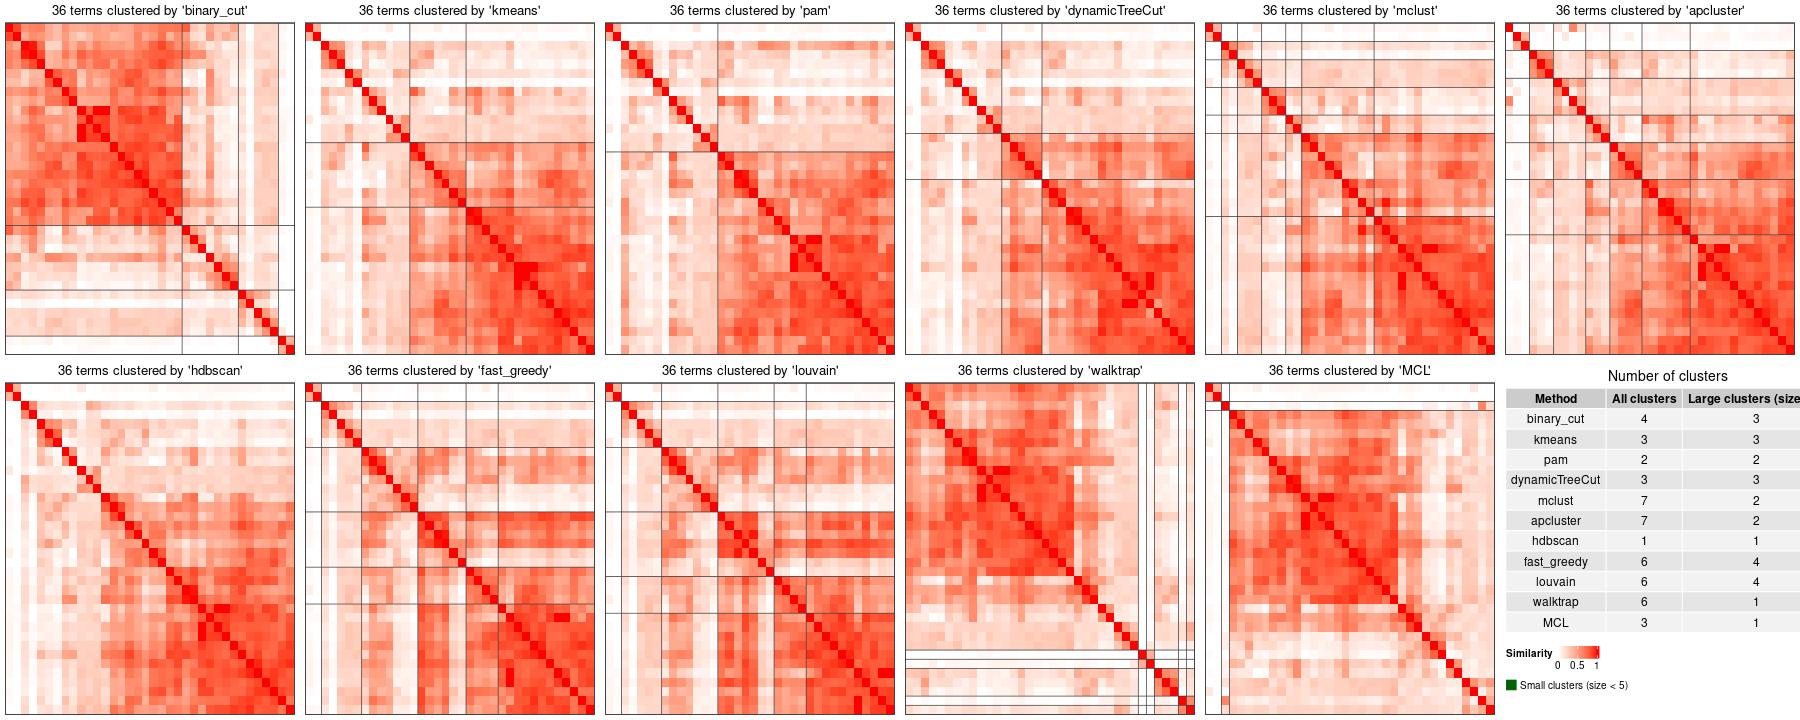 36 terms clustered by 'binary_cut'
36 terms clustered by 'kmeans'
36 terms clustered by 'pam'
36 terms clustered by 'dynamicTreeCut'
36 terms clustered by 'mclust'
36 terms clustered by 'apcluster'
36 terms clustered by 'hdbscan'
36 terms clustered by 'fast_greedy'
36 terms clustered by 'louvain'
36 terms clustered by 'walktrap'
36 terms clustered by 'MCL'
Number of clusters
Method All clusters Large clusters (size
binary_cut 4 3
kmeans 3 3
pam 2 2
dynamicTreeCut 3 3
mclust 7 2
apcluster 7 2
hdbscan 1 1
fast_greedy 6 4
louvain 6 4
walktrap 6 1
MCL 3 1
Similarity
0 0.5 1
Small clusters (size < 5)